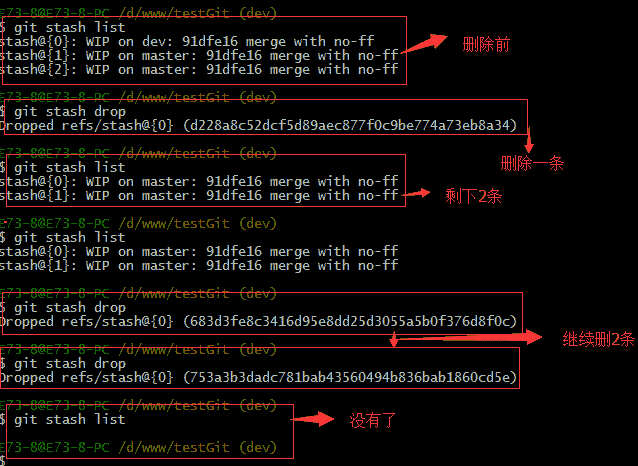 E73-8@E73-8-PC /d/www/testGit (dev)
$ git stash list
stash@{0}: WIP on dev: 91dfe16 merge with no-ff
stash@{1}: WIP on master: 91dfe16 merge with no-ff
stash@{2}: WIP on master: 91dfe16 merge with no-ff
删除前
E73-8@E73-8-PC /d/www/testGit (dev)
$ git stash drop
Dropped refs/stash@{0} (d228a8c52dcf5d89aec877f0c9be774a73eb8a34)
删除一条
E73-8@E73-8-PC /d/www/testGit (dev)
$ git stash list
stash@{0}: WIP on master: 91dfe16 merge with no-ff
stash@{1}: WIP on master: 91dfe16 merge with no-ff
剩下2条
E73-8@E73-8-PC /d/www/testGit (dev)
$ git stash list
stash@{0}: WIP on master: 91dfe16 merge with no-ff
stash@{1}: WIP on master: 91dfe16 merge with no-ff
E73-8@E73-8-PC /d/www/testGit (dev)
$ git stash drop
Dropped refs/stash@{0} (683d3fe8c3416d95e8dd25d3055a5b0f376d8f0c)
继续删2条
E73-8@E73-8-PC /d/www/testGit (dev)
$ git stash drop
Dropped refs/stash@{0} (753a3b3dadc781bab43560494b836bab1860cd5e)
E73-8@E73-8-PC /d/www/testGit (dev)
$ git stash list
没有了
E73-8@E73-8-PC /d/www/testGit (dev)
$